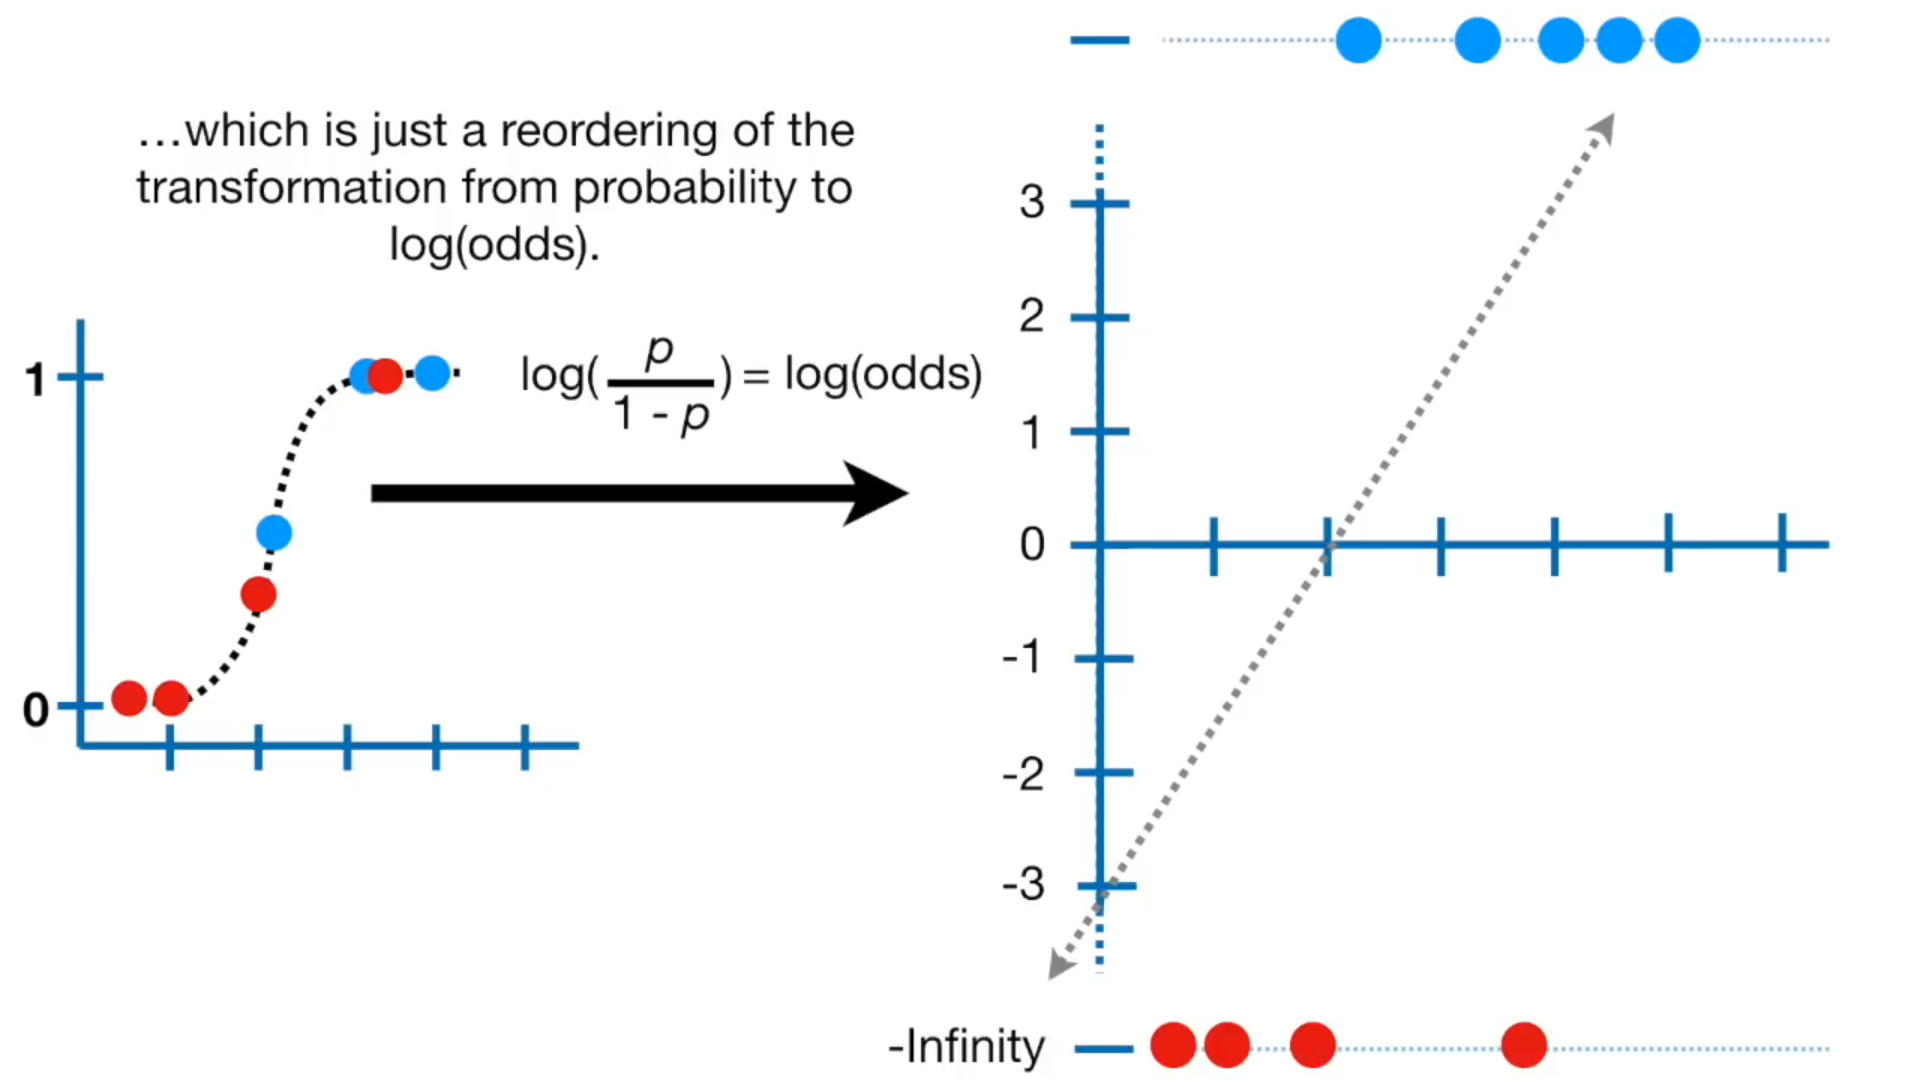 ...which is just a reordering of the
transformation from probability to
log(odds).
1
0
log(p/1 - p) = log(odds)
3
2
1
0
-1
-2
-3
-Infinity